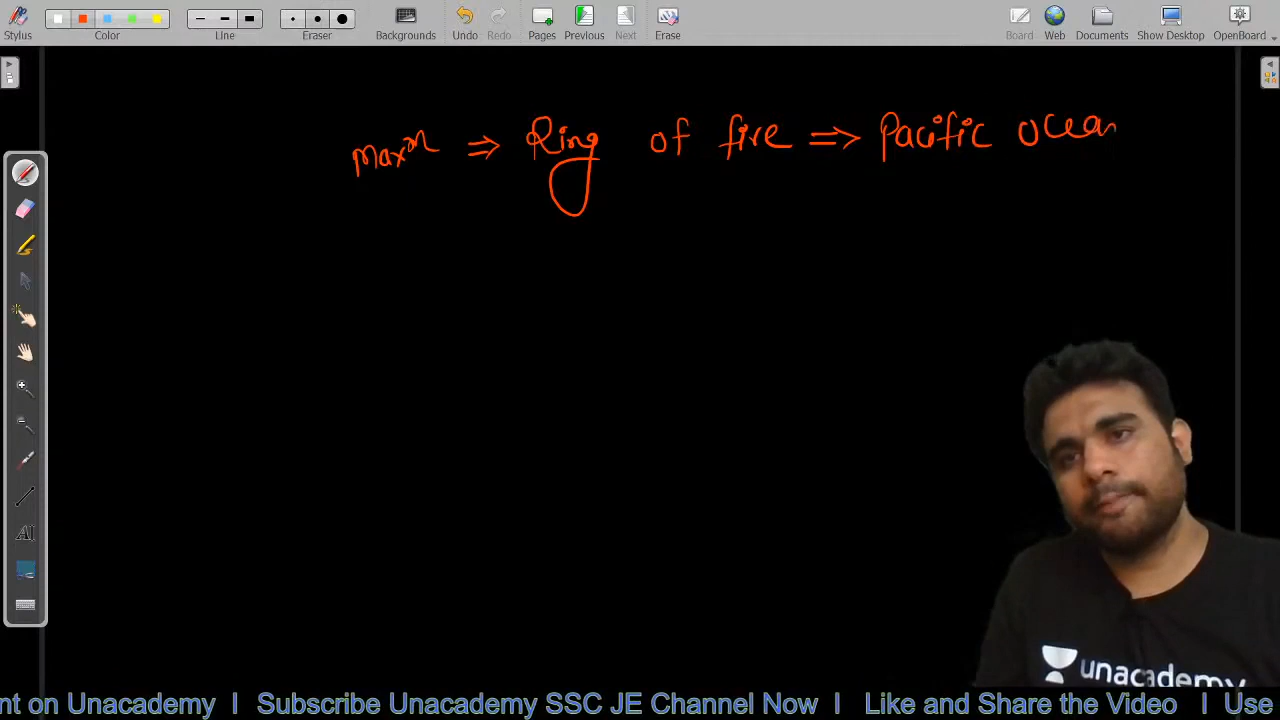 Stylus Color Line Eraser Backgrounds Undo Redo Pages Previous Next Erase Board Web Documents Show Desktop OpenBoard
Maxm ⇒ Ring of fire ⇒ Pacific Ocean
unacademy
nt on Unacademy I Subscribe Unacademy SSC JE Channel Now I Like and Share the Video I Use